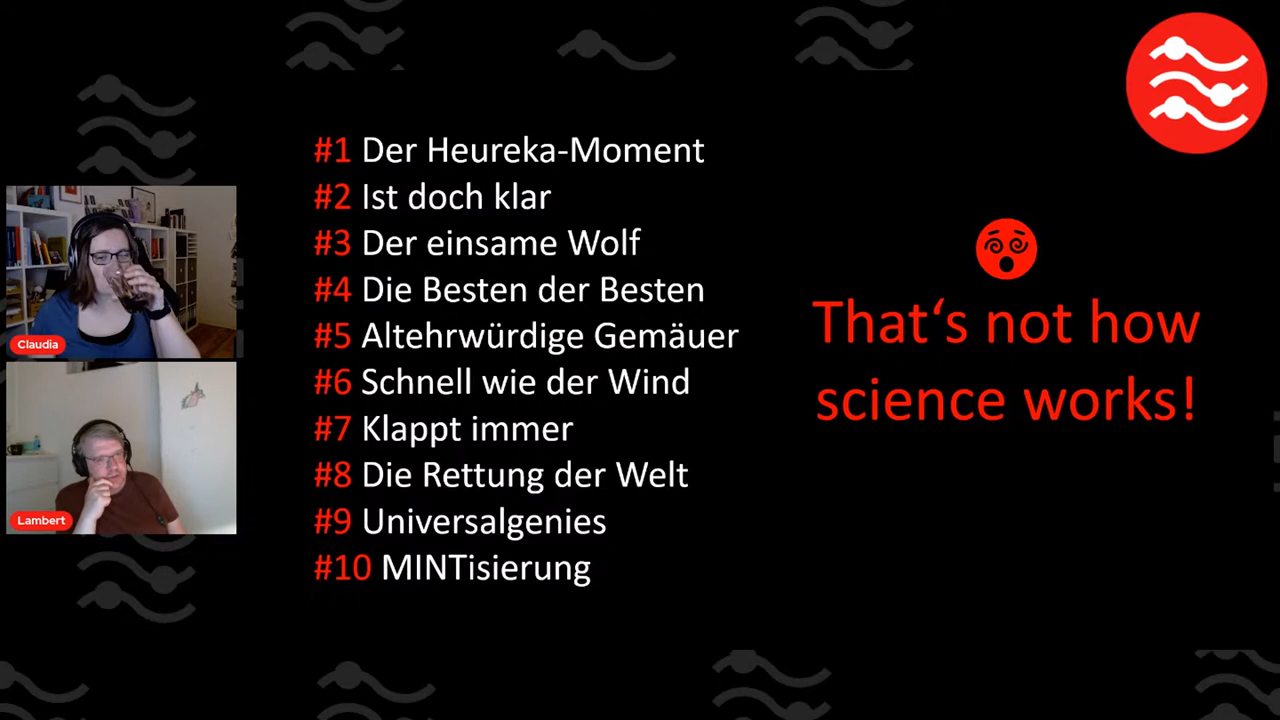 #1 Der Heureka-Moment
#2 Ist doch klar
#3 Der einsame Wolf
#4 Die Besten der Besten
#5 Altehrwürdige Gemäuer
#6 Schnell wie der Wind
#7 Klappt immer
#8 Die Rettung der Welt
#9 Universalgenies
#10 MINTisierung
That‘s not how
science works!
Claudia
Lambert